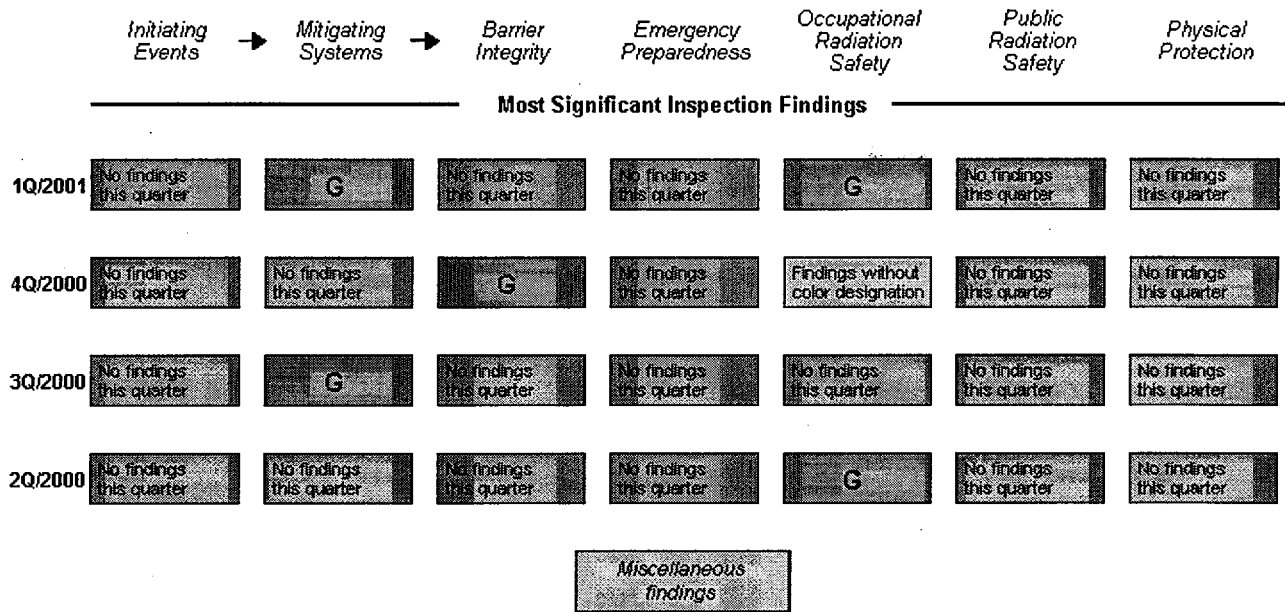 Initiating Events → Mitigating Systems → Barrier Integrity Emergency Preparedness Occupational Radiation Safety Public Radiation Safety Physical Protection
Most Significant Inspection Findings
1Q/2001 No findings this quarter G No findings this quarter No findings this quarter G No findings this quarter No findings this quarter
4Q/2000 No findings this quarter No findings this quarter G No findings this quarter Findings without color designation No findings this quarter No findings this quarter
3Q/2000 No findings this quarter G No findings this quarter No findings this quarter No findings this quarter No findings this quarter No findings this quarter
2Q/2000 No findings this quarter No findings this quarter No findings this quarter No findings this quarter G No findings this quarter No findings this quarter
Miscellaneous
findings